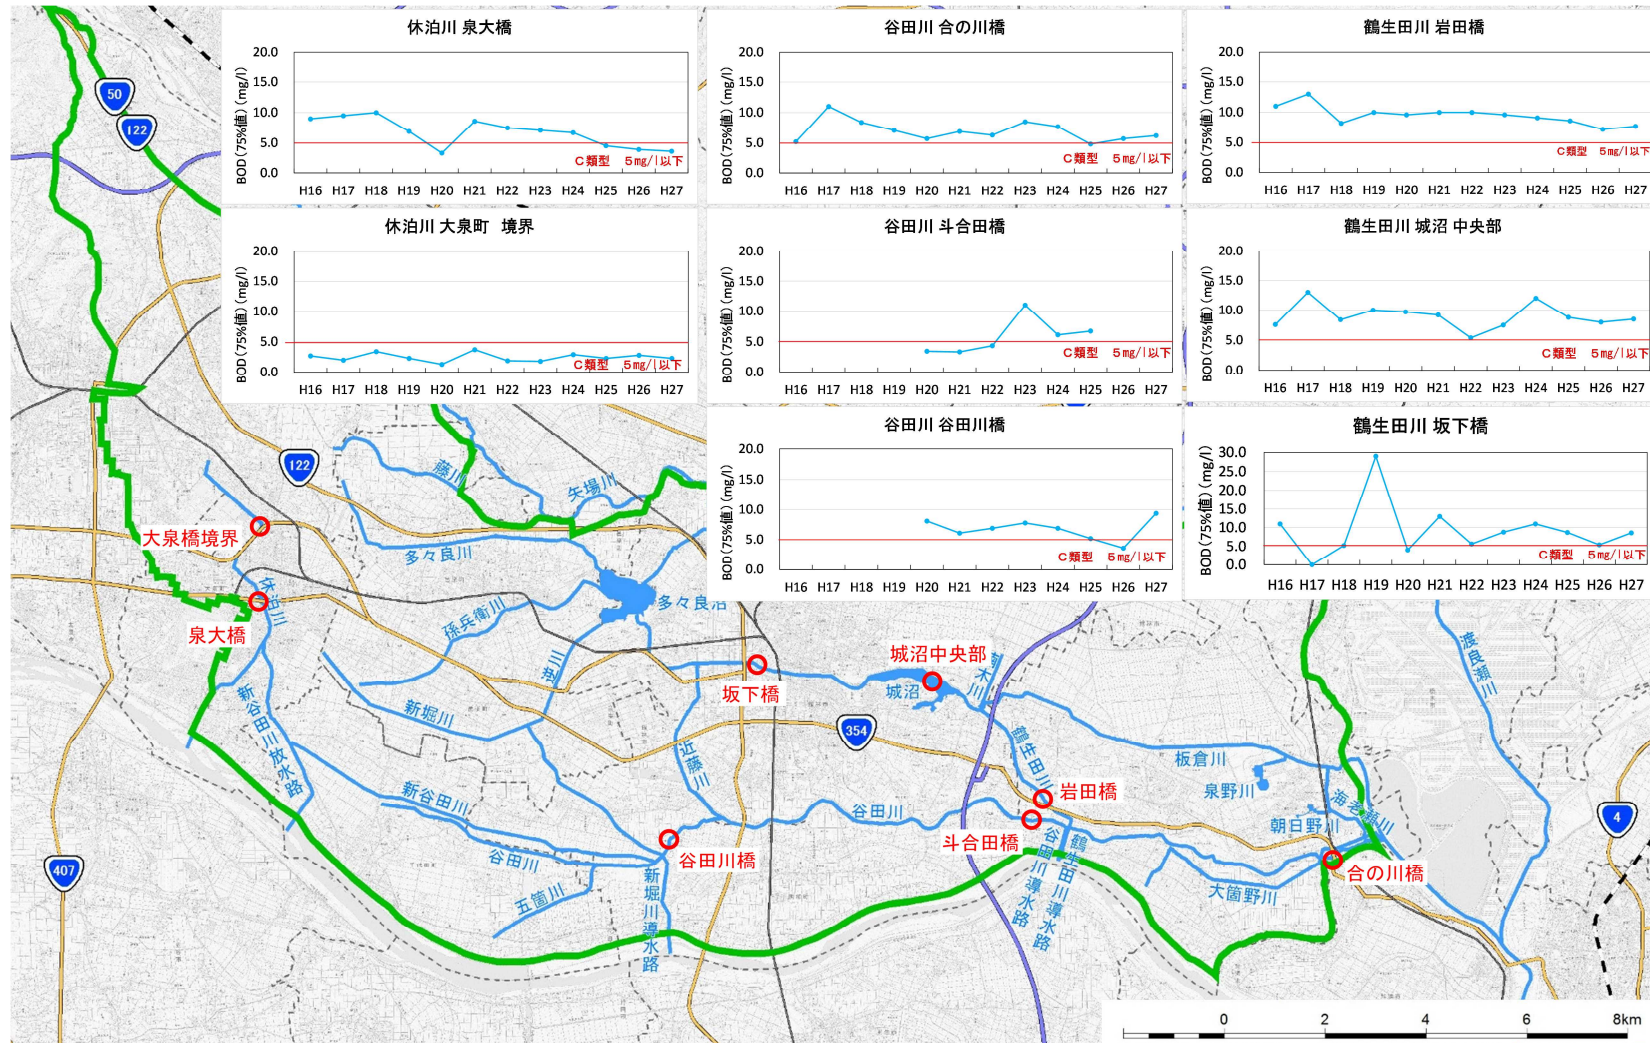 休泊川 泉大橋
BOD(75%値)(mg/l)
20.0
15.0
10.0
5.0
0.0
C類型 5mg/l以下
H16 H17 H18 H19 H20 H21 H22 H23 H24 H25 H26 H27
谷田川 合の川橋
BOD(75%値)(mg/l)
20.0
15.0
10.0
5.0
0.0
C類型 5mg/l以下
H16 H17 H18 H19 H20 H21 H22 H23 H24 H25 H26 H27
鶴生田川 岩田橋
BOD(75%値)(mg/l)
20.0
15.0
10.0
5.0
0.0
C類型 5mg/l以下
H16 H17 H18 H19 H20 H21 H22 H23 H24 H25 H26 H27
休泊川 大泉町 境界
BOD(75%値)(mg/l)
20.0
15.0
10.0
5.0
0.0
C類型 5mg/l以下
H16 H17 H18 H19 H20 H21 H22 H23 H24 H25 H26 H27
谷田川 斗合田橋
BOD(75%値)(mg/l)
20.0
15.0
10.0
5.0
0.0
C類型 5mg/l以下
H16 H17 H18 H19 H20 H21 H22 H23 H24 H25 H26 H27
鶴生田川 城沼 中央部
BOD(75%値)(mg/l)
20.0
15.0
10.0
5.0
0.0
C類型 5mg/l以下
H16 H17 H18 H19 H20 H21 H22 H23 H24 H25 H26 H27
谷田川 谷田川橋
BOD(75%値)(mg/l)
20.0
15.0
10.0
5.0
0.0
C類型 5mg/l以下
H16 H17 H18 H19 H20 H21 H22 H23 H24 H25 H26 H27
鶴生田川 坂下橋
BOD(75%値)(mg/l)
30.0
25.0
20.0
15.0
10.0
5.0
0.0
C類型 5mg/l以下
H16 H17 H18 H19 H20 H21 H22 H23 H24 H25 H26 H27
50
122
122
藤川
矢場川
大泉橋境界
多々良川
休泊川
泉大橋
孫兵衛川
多々良沼
逆川
坂下橋
城沼中央部
城沼
渡良瀬川
新谷田川放水路
新堀川
近藤川
354
鶴生田川
板倉川
泉野川
新谷田川
谷田川
岩田橋
斗合田橋
海老瀬川
朝日野川
4
407
谷田川
谷田川橋
五箇川
新堀川導水路
谷田川導水路
鶴生田川導水路
大箇野川
合の川橋
0 2 4 6 8km